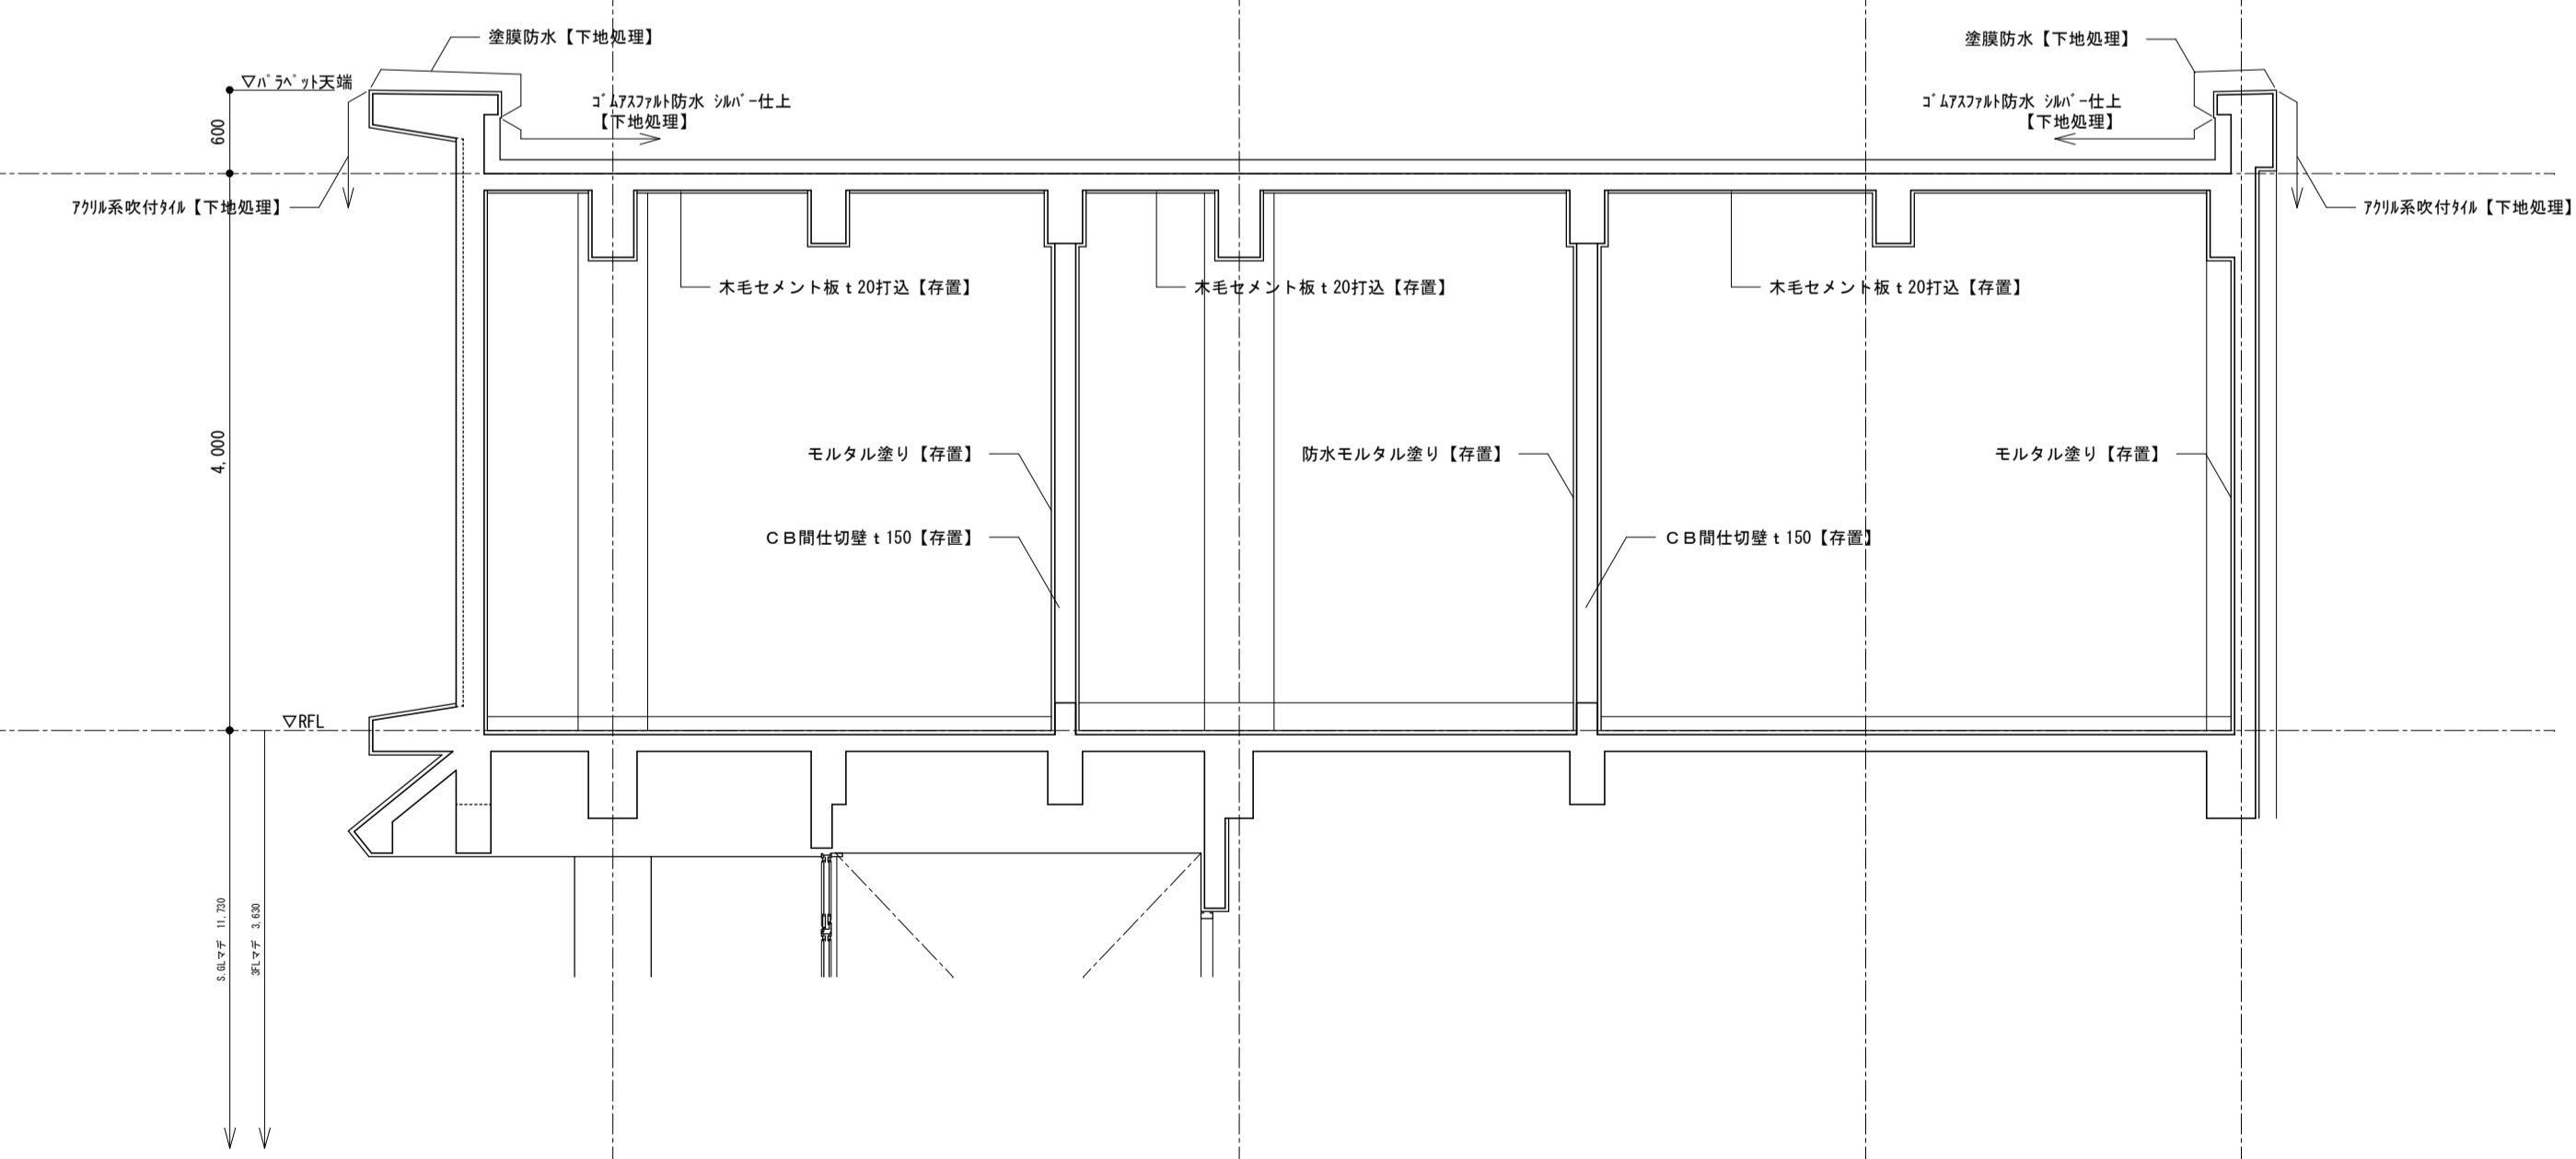 塗膜防水【下地処理】
塗膜防水【下地処理】
▽パラペット天端
ゴムアスファルト防水 シルバー仕上
【下地処理】
ゴムアスファルト防水 シルバー仕上
【下地処理】
600
アクリル系吹付タイル【下地処理】
アクリル系吹付タイル【下地処理】
木毛セメント板ｔ20打込【存置】
木毛セメント板ｔ20打込【存置】
木毛セメント板ｔ20打込【存置】
4,000
モルタル塗り【存置】
防水モルタル塗り【存置】
モルタル塗り【存置】
ＣＢ間仕切壁ｔ150【存置】
ＣＢ間仕切壁ｔ150【存置】
▽RFL
S.GLマデ 11,730
3FLマデ 3,630